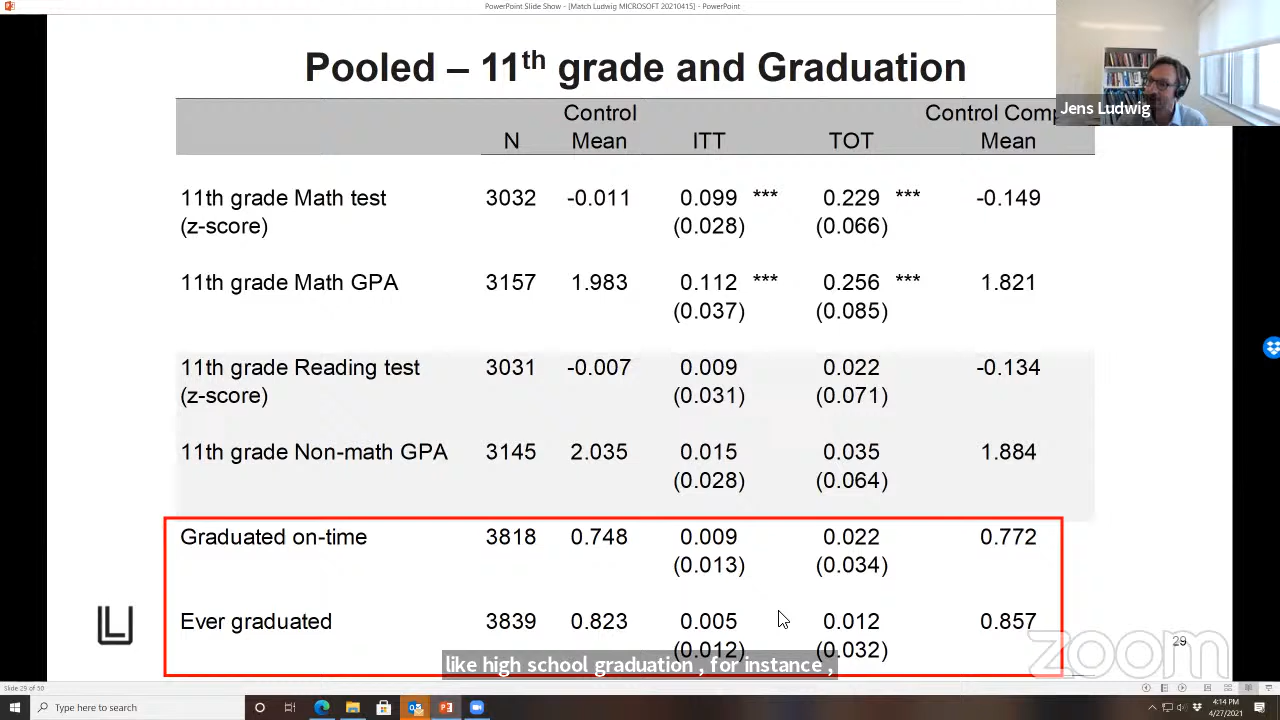 PowerPoint Slide Show - [Match Ludwig MICROSOFT 20210415] - PowerPoint
Pooled – 11th grade and Graduation
Jens Ludwig
Control Control Comp
N Mean ITT TOT Mean
11th grade Math test 3032 -0.011 0.099 *** 0.229 *** -0.149
(z-score) (0.028) (0.066)
11th grade Math GPA 3157 1.983 0.112 *** 0.256 *** 1.821
(0.037) (0.085)
11th grade Reading test 3031 -0.007 0.009 0.022 -0.134
(z-score) (0.031) (0.071)
11th grade Non-math GPA 3145 2.035 0.015 0.035 1.884
(0.028) (0.064)
Graduated on-time 3818 0.748 0.009 0.022 0.772
(0.013) (0.034)
Ever graduated 3839 0.823 0.005 0.012 0.857
(0.012) (0.032)
29
zoom
like high school graduation , for instance ,
Slide 29 of 50
Type here to search
4:14 PM
4/27/2021